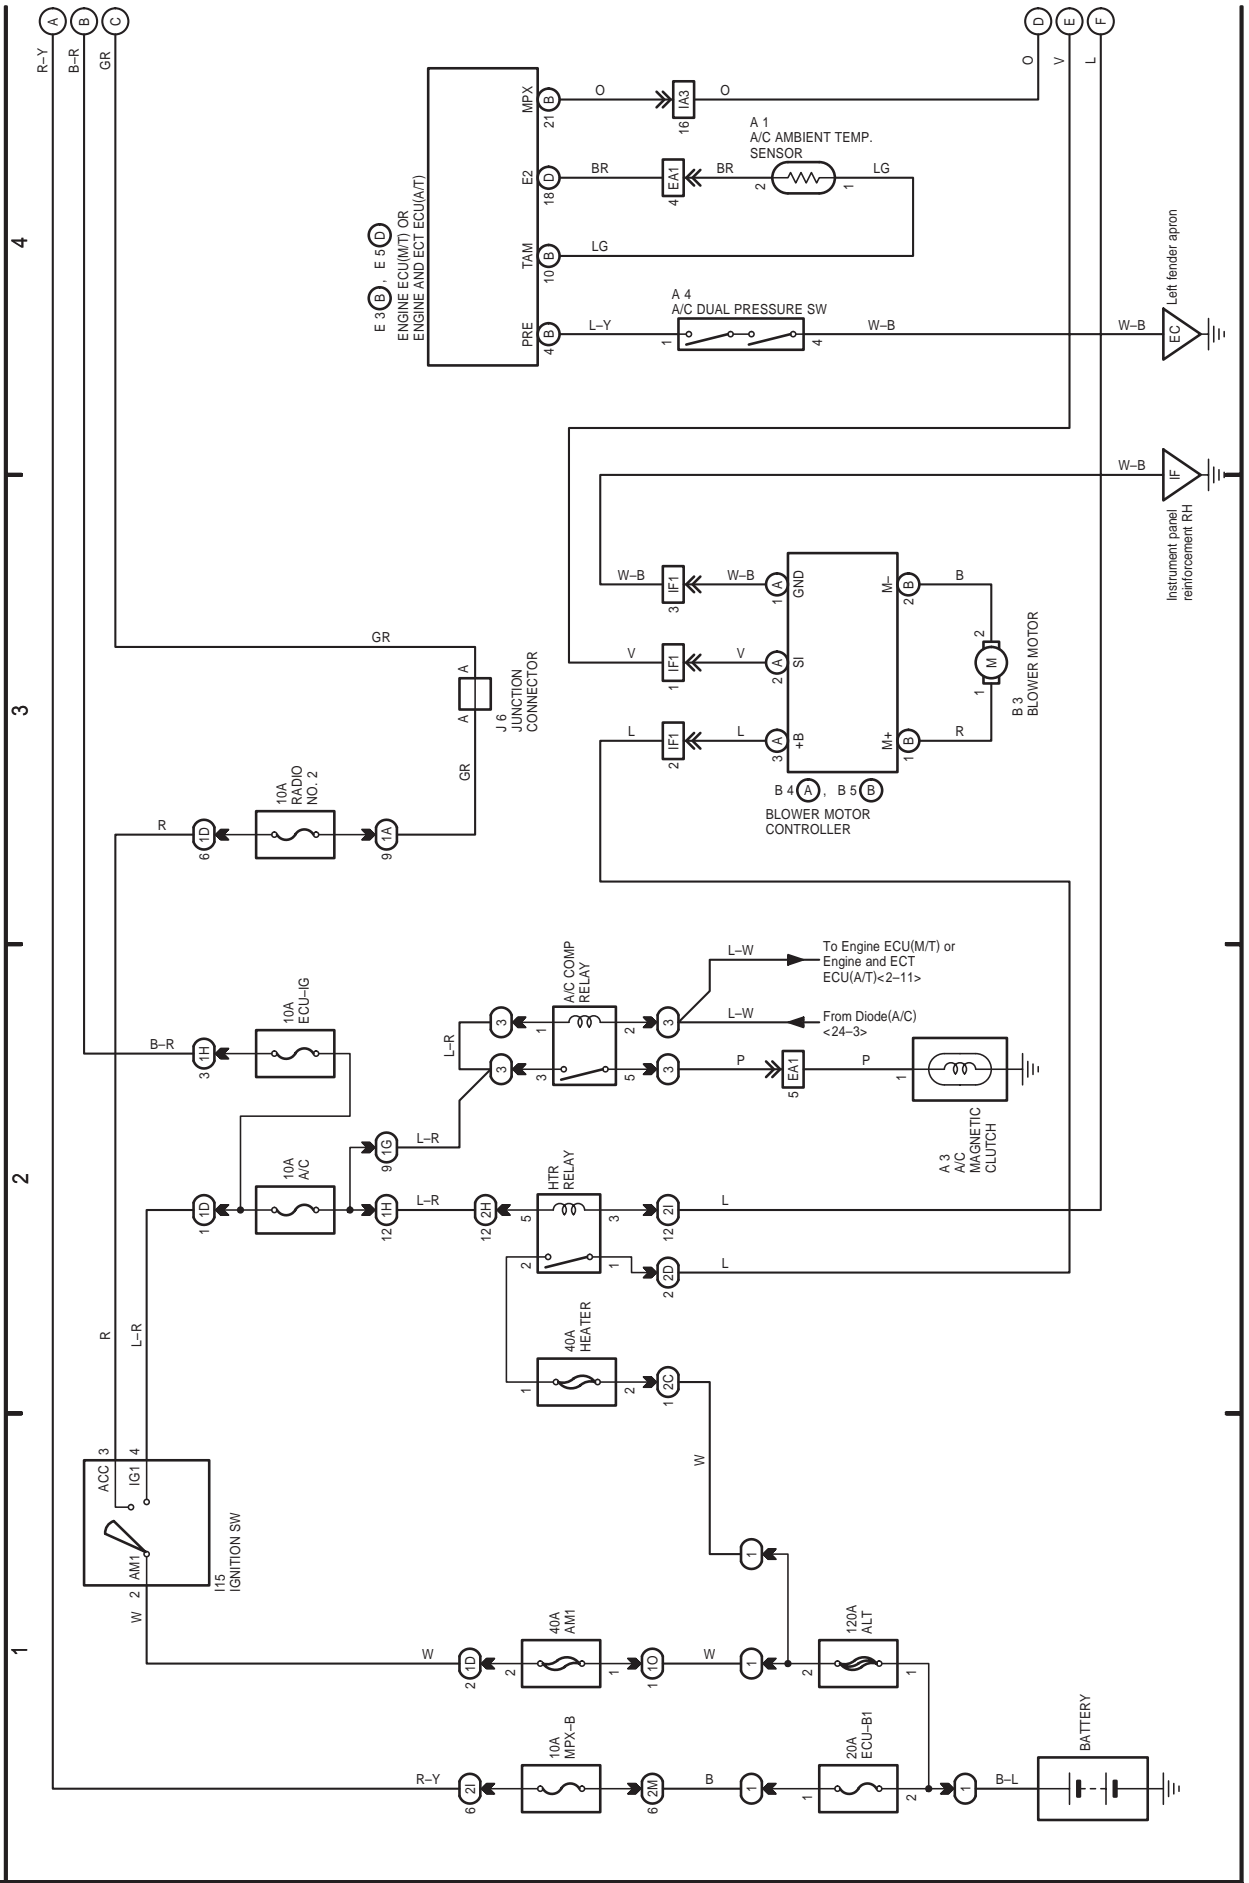 A
B
C
D
E
F
R–Y
B–R
GR
O
V
L
4
3
2
1
E 3 B , E 5 D
ENGINE ECU(M/T) OR
ENGINE AND ECT ECU(A/T)
MPX
21 B
O
IA3
16
O
E2
18 D
BR
EA1
4
BR
A 1
A/C AMBIENT TEMP.
SENSOR
2
1
LG
TAM
10 B
LG
PRE
4 B
L–Y
A 4
A/C DUAL PRESSURE SW
1
4
W–B
W–B
EC
Left fender apron
W–B
IF
Instrument panel
reinforcement RH
W–B
IF1
3
W–B
A
1
GND
M–
B
2
B
V
IF1
1
V
A
2
SI
2
M
1
B 3
BLOWER MOTOR
L
IF1
2
L
A
3
+B
M+
B
1
R
B 4 A , B 5 B
BLOWER MOTOR
CONTROLLER
GR
A
A
J 6
JUNCTION
CONNECTOR
GR
R
1D
6
10A
RADIO
NO. 2
1A
9
B–R
1H
3
10A
ECU–IG
L–R
3
1
A/C COMP
RELAY
2
3
L–W
To Engine ECU(M/T) or
Engine and ECT
ECU(A/T)<2–11>
L–W
From Diode(A/C)
<24–3>
3
3
5
3
P
EA1
5
P
1
A 3
A/C
MAGNETIC
CLUTCH
1G
9
L–R
1D
1
10A
A/C
1H
12
L–R
2H
12
5
HTR
RELAY
3
2I
12
L
2
1
2D
2
L
R
L–R
40A
HEATER
1
2
2C
1
W
ACC
3
IG1
4
AM1
2
W
I15
IGNITION SW
1
W
1D
2
2
40A
AM1
1
1O
1
W
1
2
120A
ALT
1
R–Y
2I
6
10A
MPX–B
2M
6
B
1
1
20A
ECU–B1
2
1
B–L
BATTERY